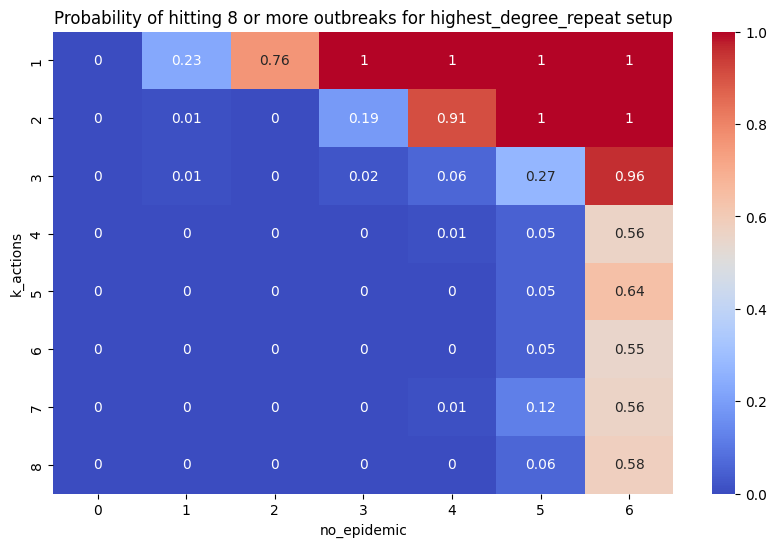 Probability of hitting 8 or more outbreaks for highest_degree_repeat setup
1 0 0.23 0.76 1 1 1 1
2 0 0.01 0 0.19 0.91 1 1
3 0 0.01 0 0.02 0.06 0.27 0.96
4 0 0 0 0 0.01 0.05 0.56
5 0 0 0 0 0 0.05 0.64
6 0 0 0 0 0 0.05 0.55
7 0 0 0 0 0.01 0.12 0.56
8 0 0 0 0 0 0.06 0.58
k_actions
0 1 2 3 4 5 6
no_epidemic
1.0
0.8
0.6
0.4
0.2
0.0